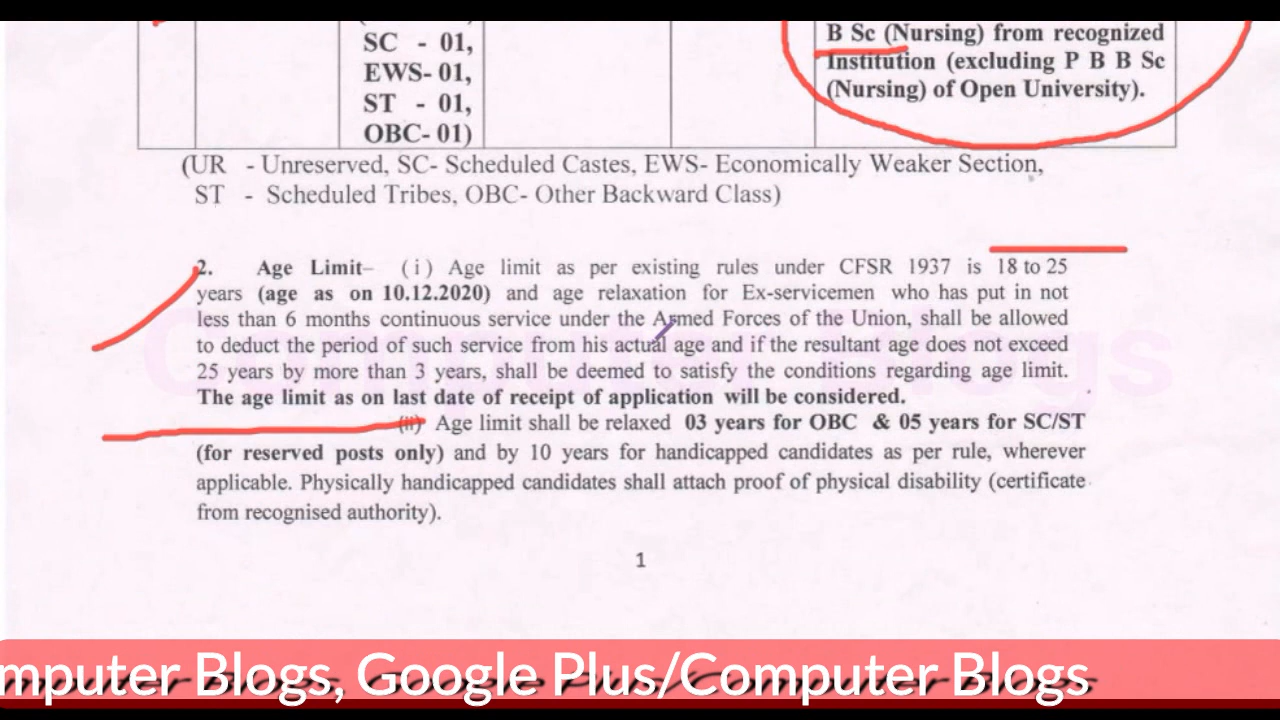 B Sc (Nursing) from recognized
SC - 01,
Institution (excluding P B B Sc
EWS- 01,
(Nursing) of Open University).
ST - 01,
OBC- 01)
(UR - Unreserved, SC- Scheduled Castes, EWS- Economically Weaker Section,
ST - Scheduled Tribes, OBC- Other Backward Class)
2. Age Limit– (i) Age limit as per existing rules under CFSR 1937 is 18 to 25
years (age as on 10.12.2020) and age relaxation for Ex-servicemen who has put in not
less than 6 months continuous service under the Armed Forces of the Union, shall be allowed
to deduct the period of such service from his actual age and if the resultant age does not exceed
25 years by more than 3 years, shall be deemed to satisfy the conditions regarding age limit.
The age limit as on last date of receipt of application will be considered.
(ii) Age limit shall be relaxed 03 years for OBC & 05 years for SC/ST
(for reserved posts only) and by 10 years for handicapped candidates as per rule, wherever
applicable. Physically handicapped candidates shall attach proof of physical disability (certificate
from recognised authority).
1
Computer Blogs
mputer Blogs, Google Plus/Computer Blogs